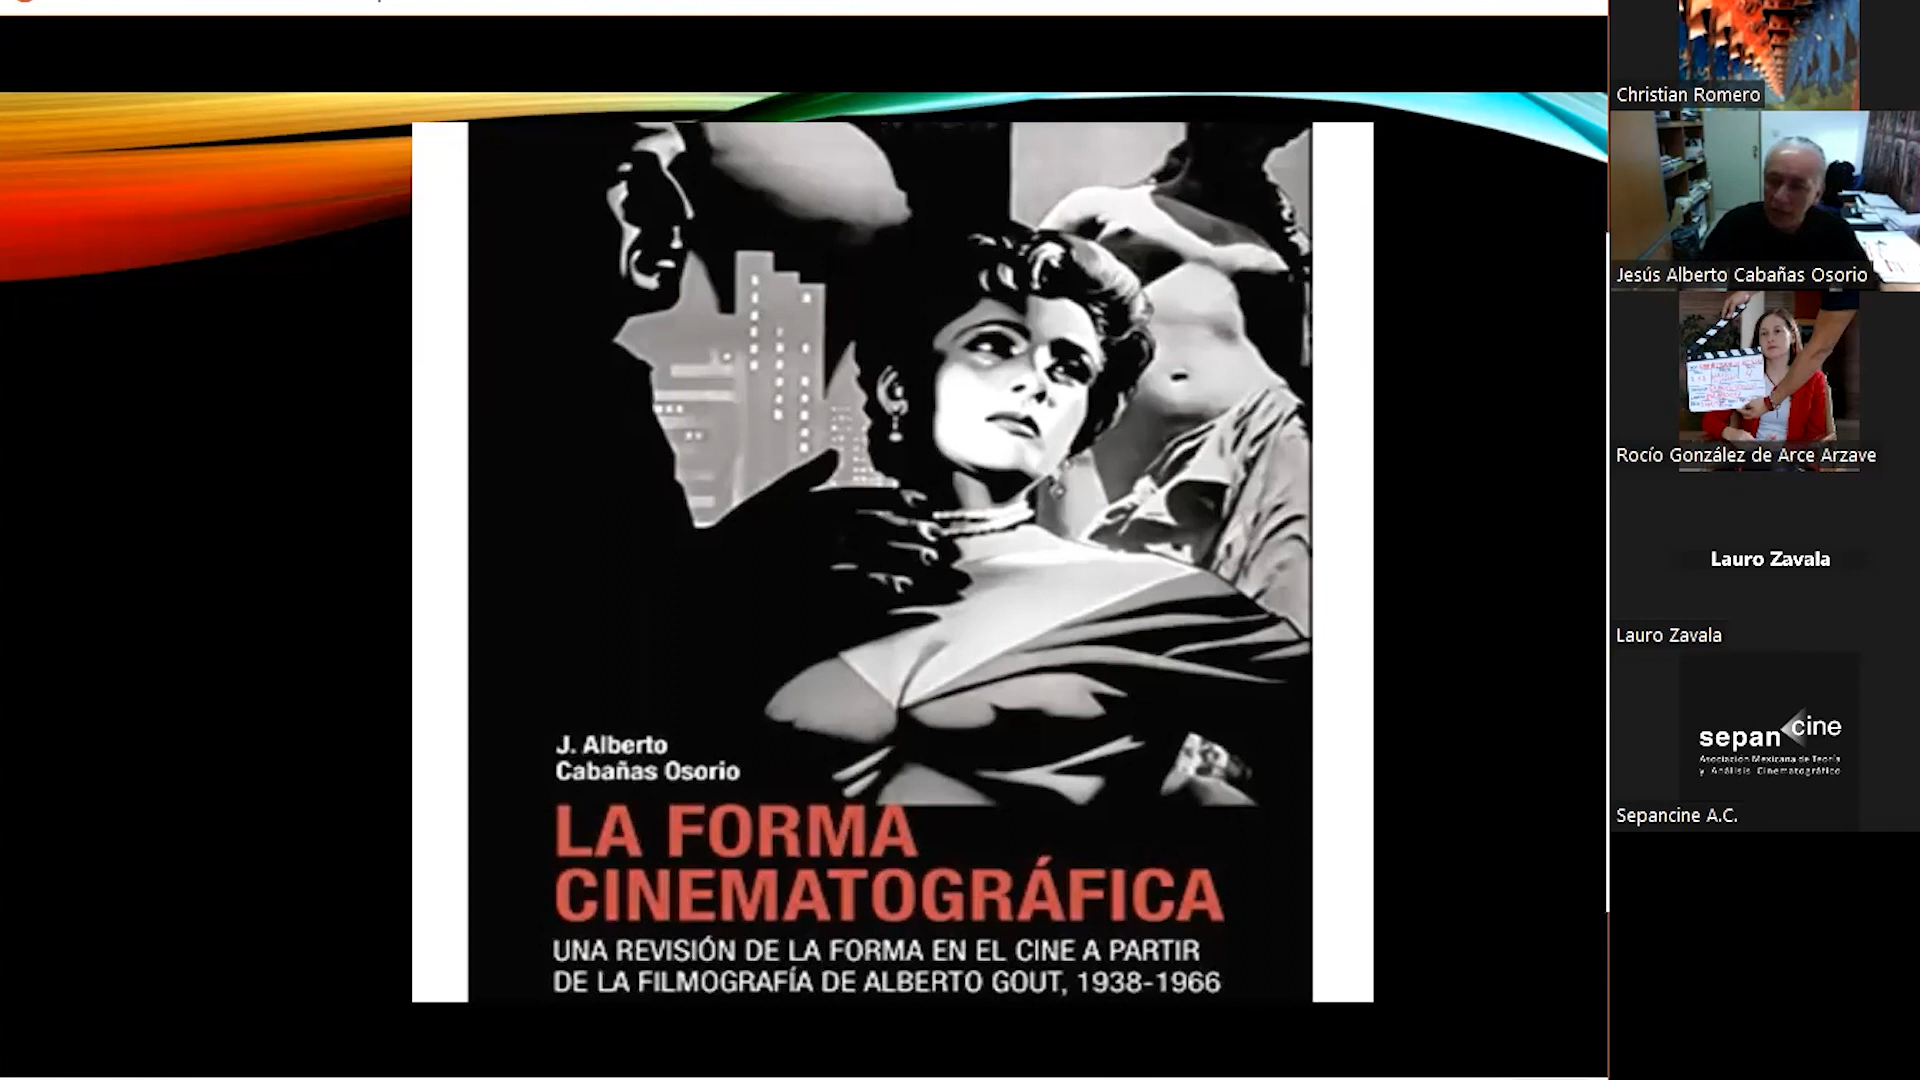 J. Alberto
Cabañas Osorio
LA FORMA
CINEMATOGRÁFICA
UNA REVISIÓN DE LA FORMA EN EL CINE A PARTIR
DE LA FILMOGRAFÍA DE ALBERTO GOUT, 1938-1966
Christian Romero
Jesús Alberto Cabañas Osorio
Rocío González de Arce Arzave
Lauro Zavala
Lauro Zavala
sepancine
Asociación Mexicana de Teoría
y Análisis Cinematográfico
Sepancine A.C.